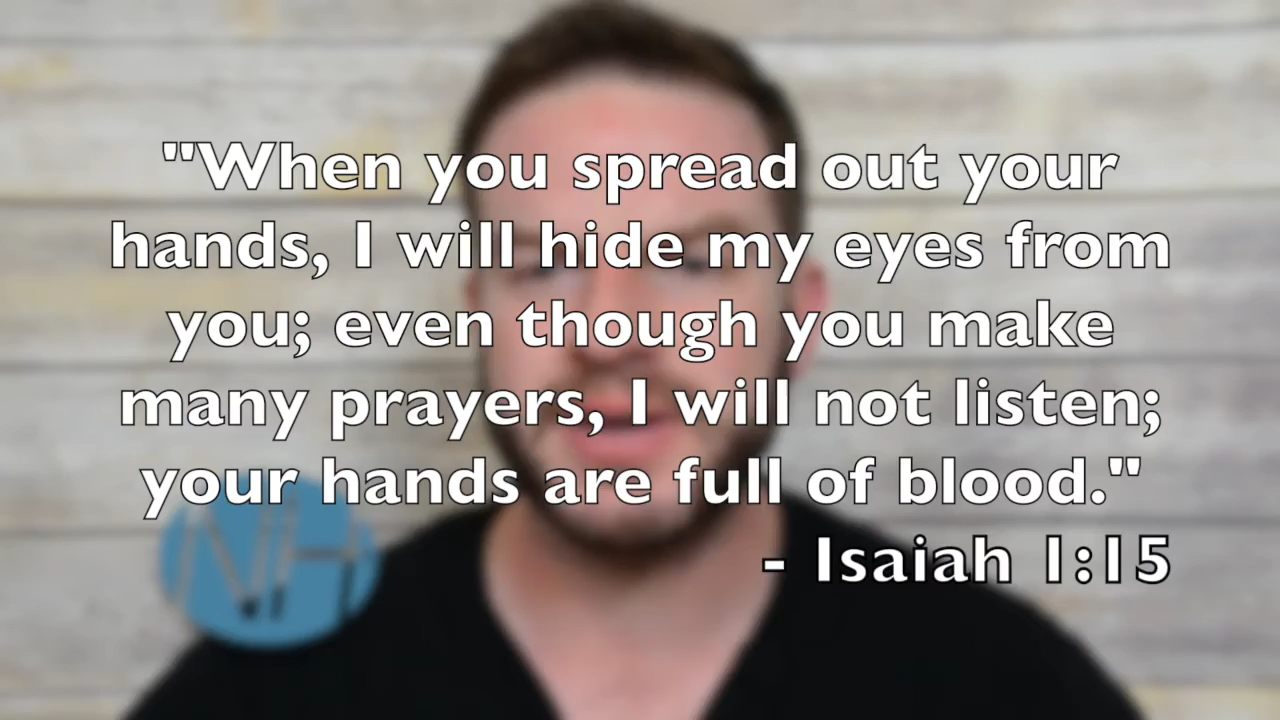 "When you spread out your
hands, I will hide my eyes from
you; even though you make
many prayers, I will not listen;
your hands are full of blood."
- Isaiah 1:15
NH